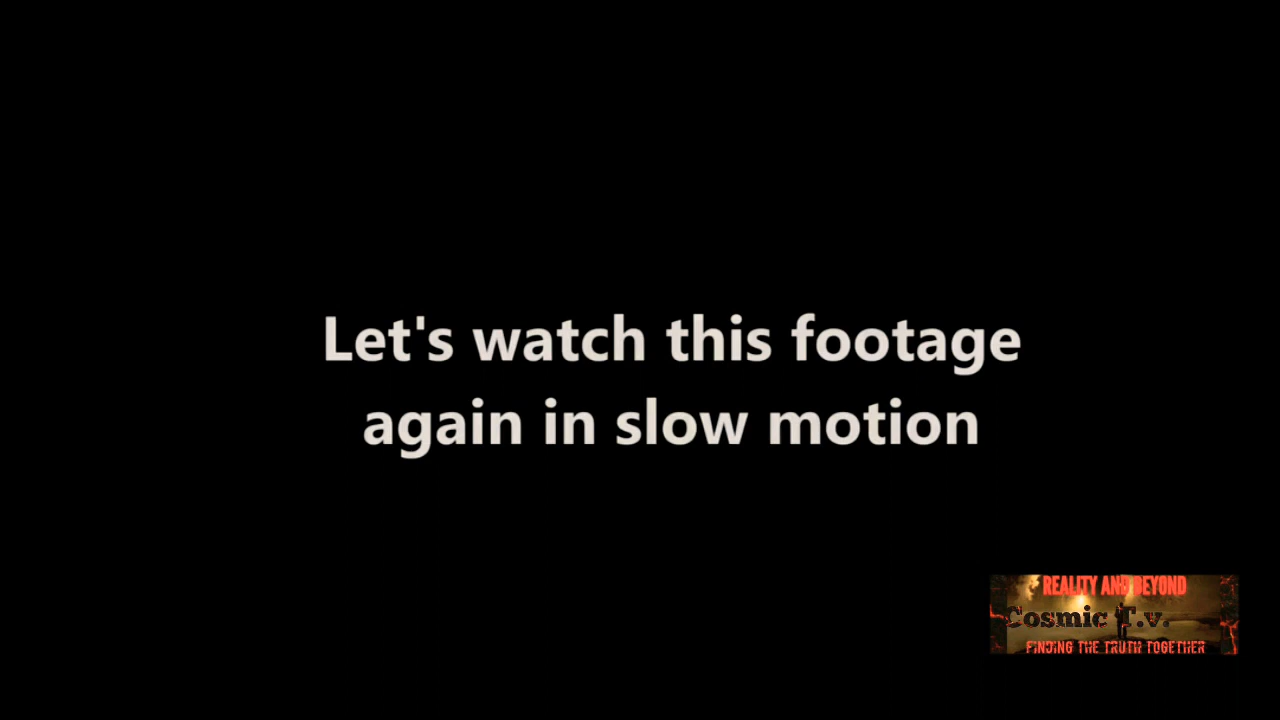 Let's watch this footage
again in slow motion
REALITY AND BEYOND
Cosmic T.v.
FINDING THE TRUTH TOGETHER